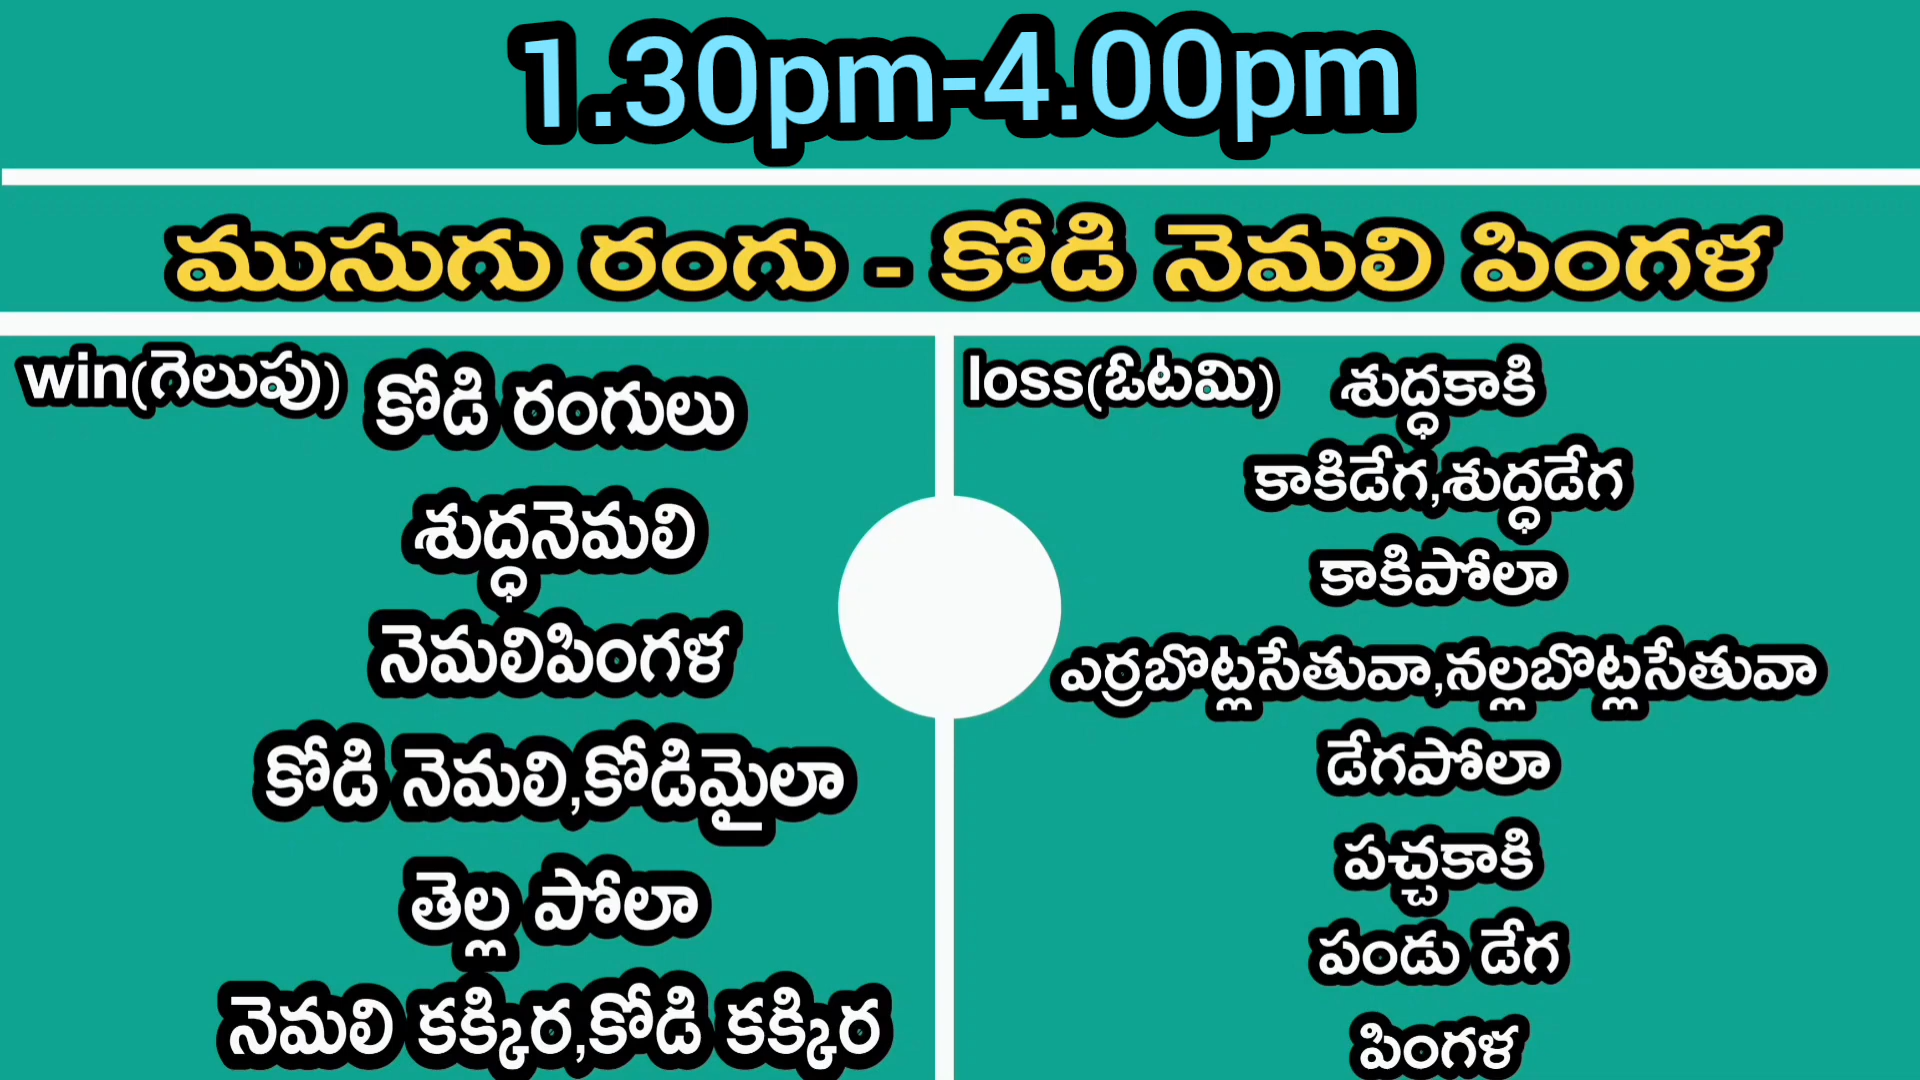 1.30pm-4.00pm
ముసుగు రంగు - కోడి నెమలి పింగళ
win(గెలుపు) కోడి రంగులు
శుద్ధనెమలి
నెమలిపింగళ
కోడి నెమలి,కోడిమైలా
తెల్ల పోలా
నెమలి కక్కిర,కోడి కక్కిర
loss(ఓటమి) శుద్ధకాకి
కాకిడేగ,శుద్ధడేగ
కాకిపోలా
ఎర్రబొట్లసేతువా,నల్లబొట్లసేతువా
డేగపోలా
పచ్చకాకి
పండు డేగ
పింగళ